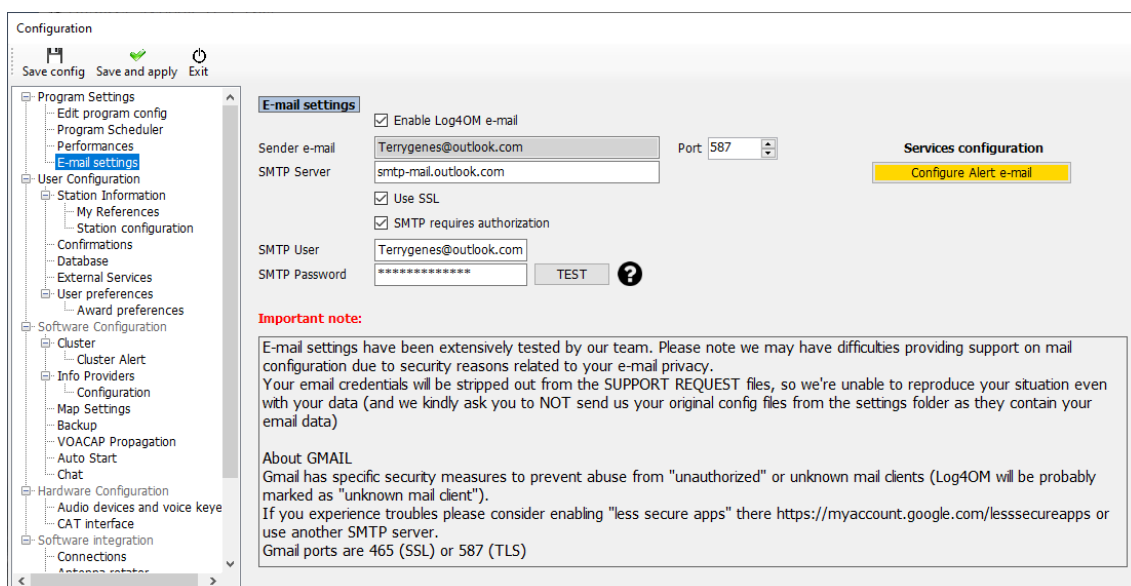 Configuration
Save config Save and apply Exit
Program Settings
Edit program config
Program Scheduler
Performances
E-mail settings
User Configuration
Station Information
My References
Station configuration
Confirmations
Database
External Services
User preferences
Award preferences
Software Configuration
Cluster
Cluster Alert
Info Providers
Configuration
Map Settings
Backup
VOACAP Propagation
Auto Start
Chat
Hardware Configuration
Audio devices and voice keye
CAT interface
Software integration
Connections
Antenna rotator
E-mail settings
Enable Log4OM e-mail
Sender e-mail Terrygenes@outlook.com Port 587
SMTP Server smtp-mail.outlook.com
Use SSL
SMTP requires authorization
SMTP User Terrygenes@outlook.com
SMTP Password ************* TEST ?
Services configuration
Configure Alert e-mail
Important note:
E-mail settings have been extensively tested by our team. Please note we may have difficulties providing support on mail
configuration due to security reasons related to your e-mail privacy.
Your email credentials will be stripped out from the SUPPORT REQUEST files, so we're unable to reproduce your situation even
with your data (and we kindly ask you to NOT send us your original config files from the settings folder as they contain your
email data)
About GMAIL
Gmail has specific security measures to prevent abuse from "unauthorized" or unknown mail clients (Log4OM will be probably
marked as "unknown mail client").
If you experience troubles please consider enabling "less secure apps" there https://myaccount.google.com/lesssecureapps or
use another SMTP server.
Gmail ports are 465 (SSL) or 587 (TLS)